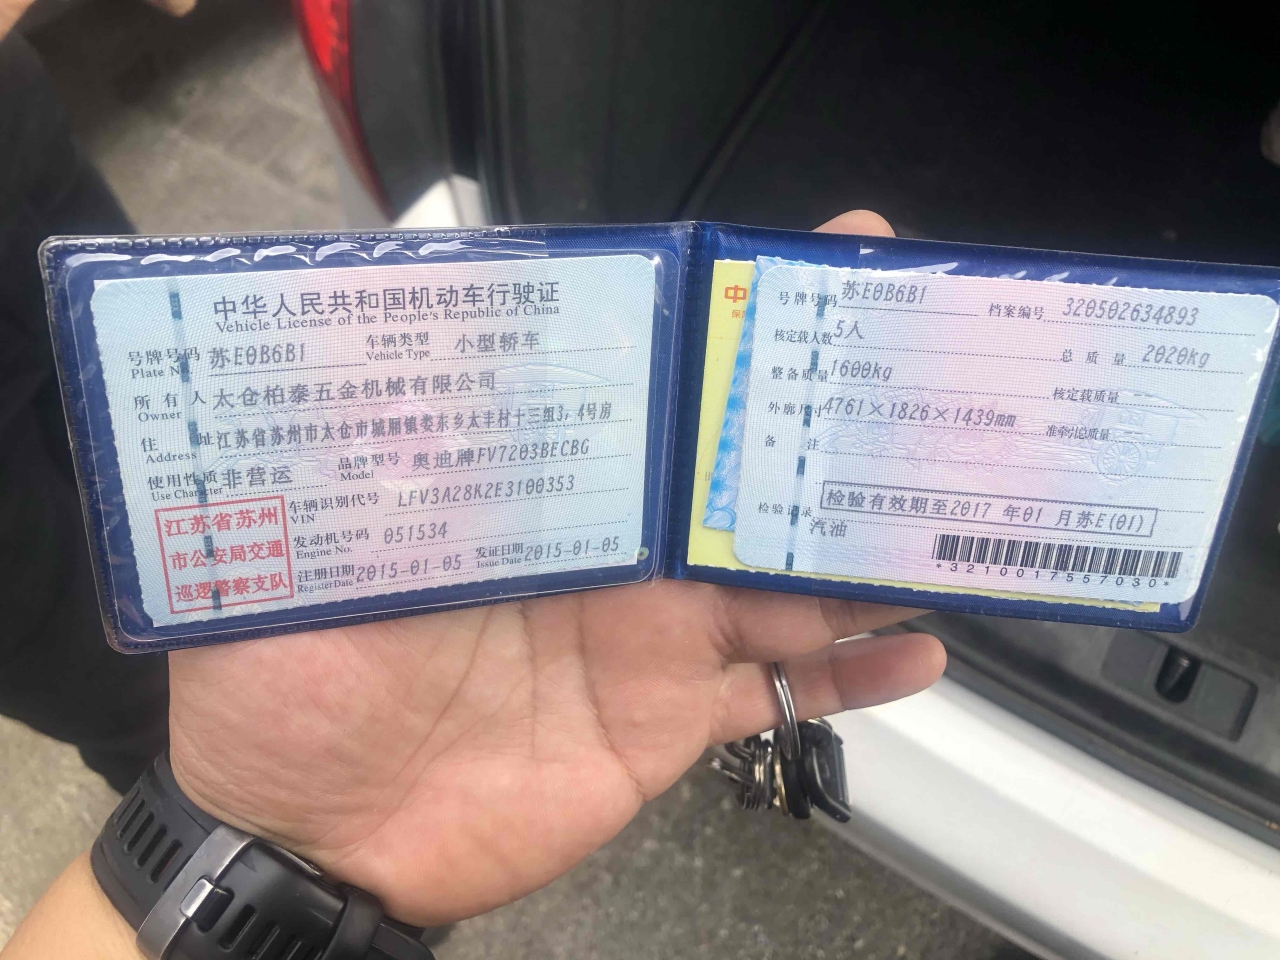 中华人民共和国机动车行驶证
Vehicle License of the People's Republic of China
号牌号码 苏E0B6B1 车辆类型 小型轿车
Plate N Vehicle Type
所有人 太仓柏泰五金机械有限公司
Owner
住址 江苏省苏州市太仓市城厢镇娄东乡太丰村十三组3,4号房
Address
使用性质 非营运 品牌型号 奥迪牌FV7203BECBG
Use Character Model
车辆识别代号 LFV3A28K2E3100353
VIN
发动机号码 051534
Engine No.
注册日期 2015-01-05 发证日期 2015-01-05
Register Date Issue Date
江苏省苏州
市公安局交通
巡逻警察支队
中
保
号牌号码 苏E0B6B1 档案编号 320502634893
核定载人数 5人 总质量 2020kg
整备质量 1600kg 核定载质量
外廓尺寸 4761×1826×1439mm 准牵引总质量
备注
检验有效期至2017 年01 月苏E(01)
检验记录
汽油
*3210017557030*